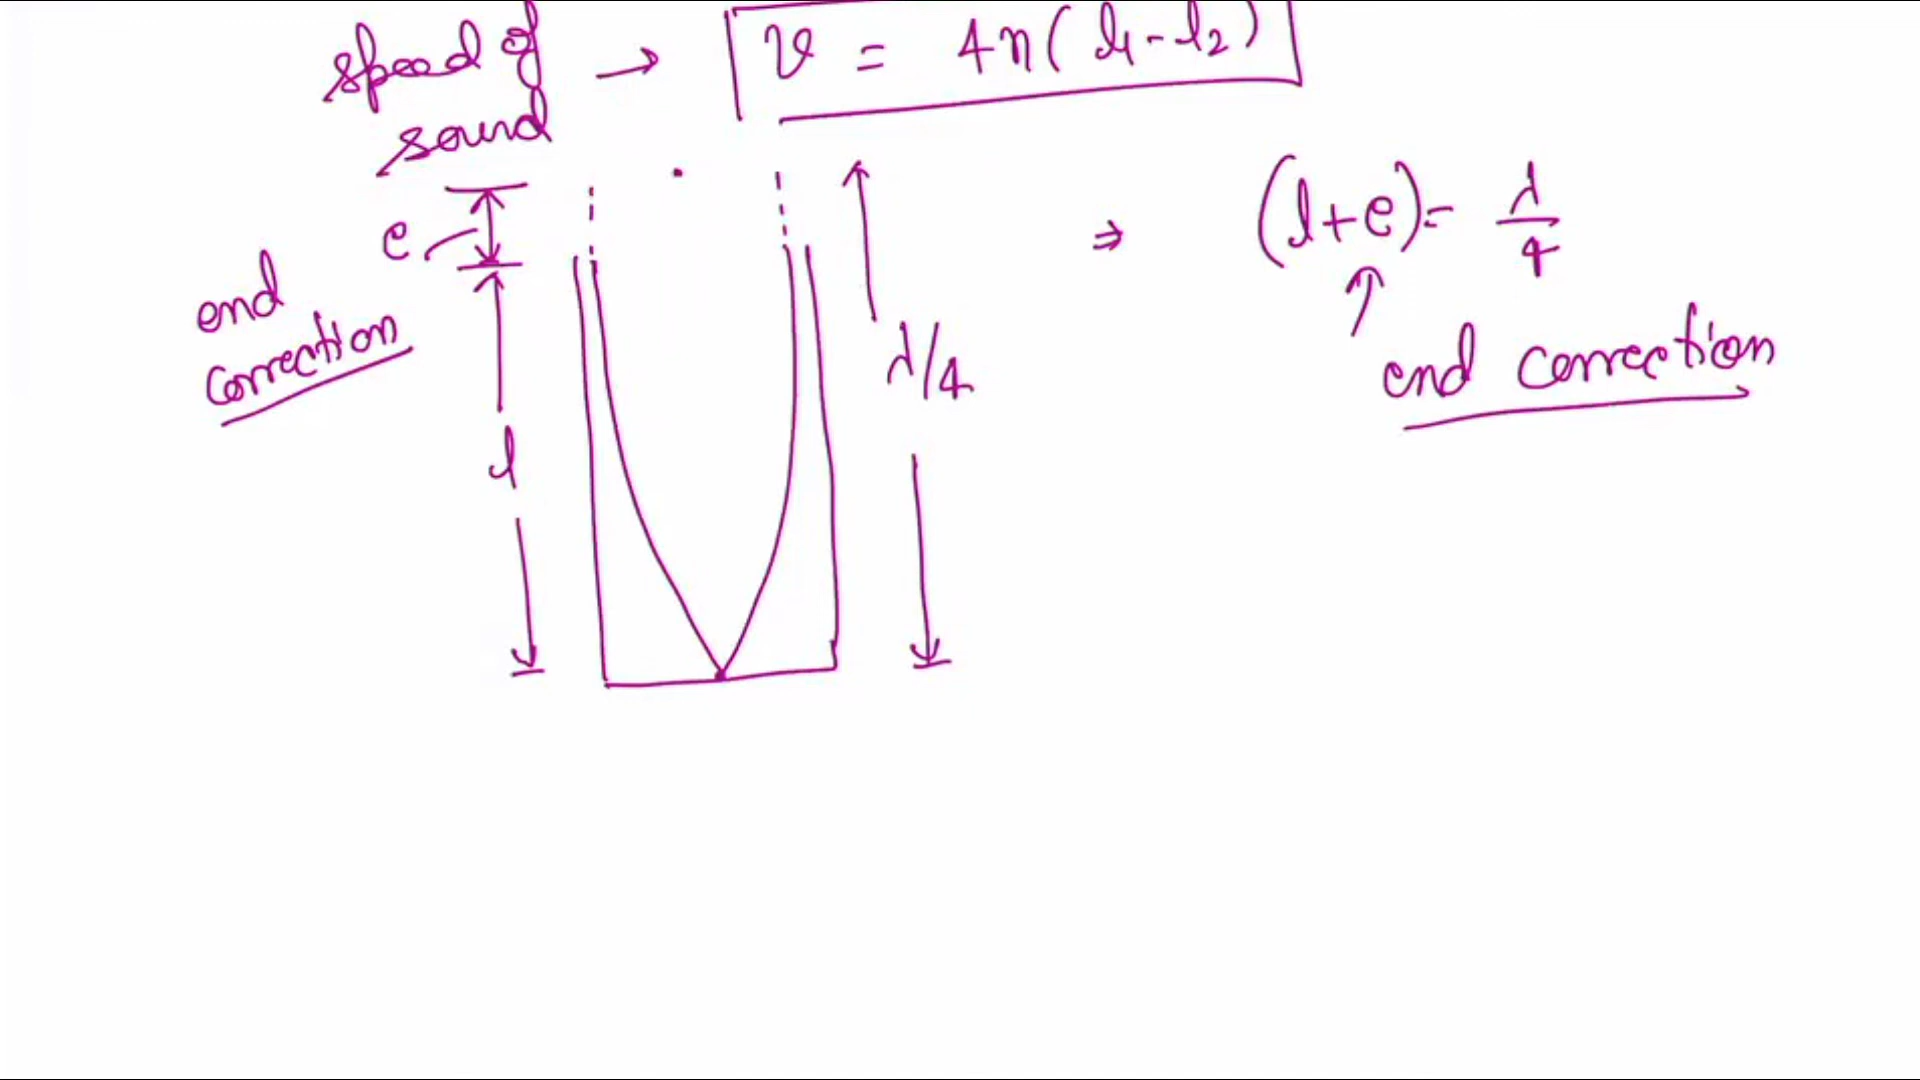 speed of → v = 4n(l₁-l₂)
sound
e
end
correction
l
λ/4
⇒ (l+e) = λ/4
end correction